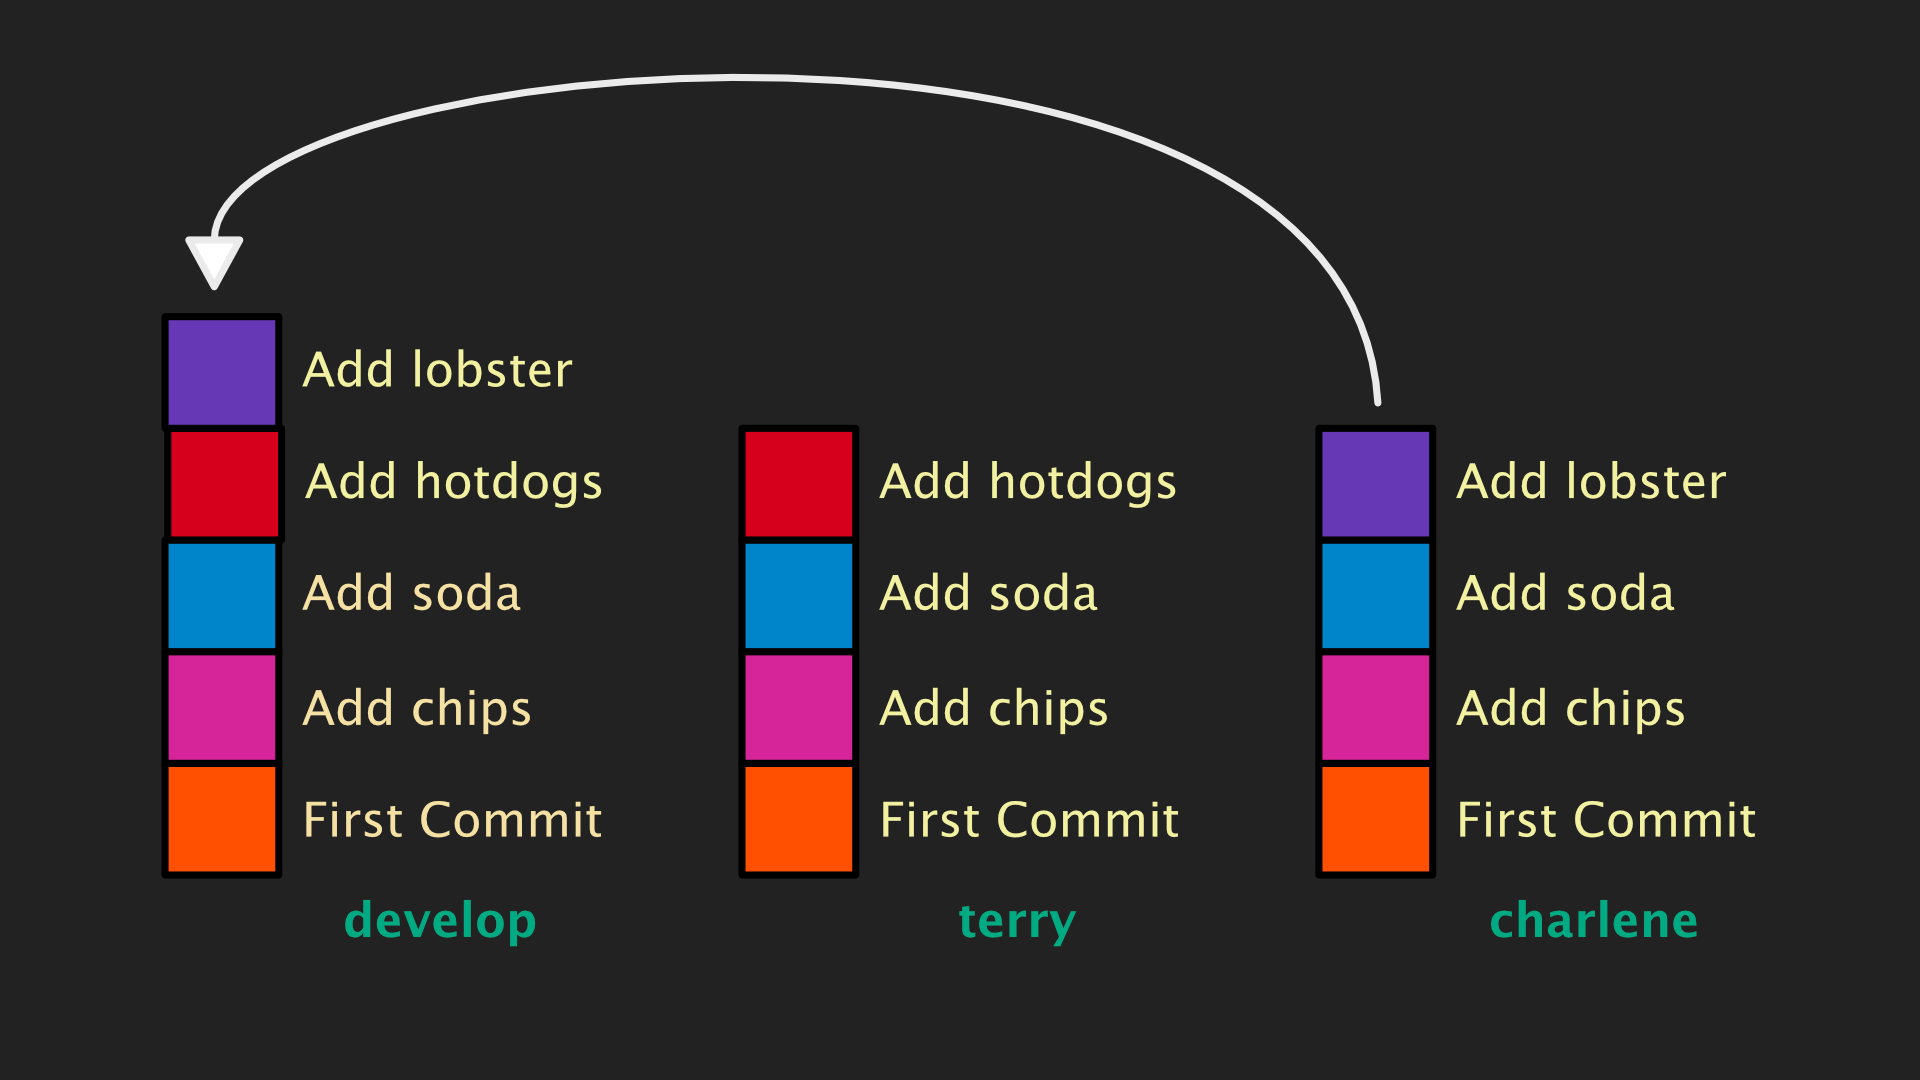 Add lobster
Add hotdogs
Add soda
Add chips
First Commit
develop
Add hotdogs
Add soda
Add chips
First Commit
terry
Add lobster
Add soda
Add chips
First Commit
charlene